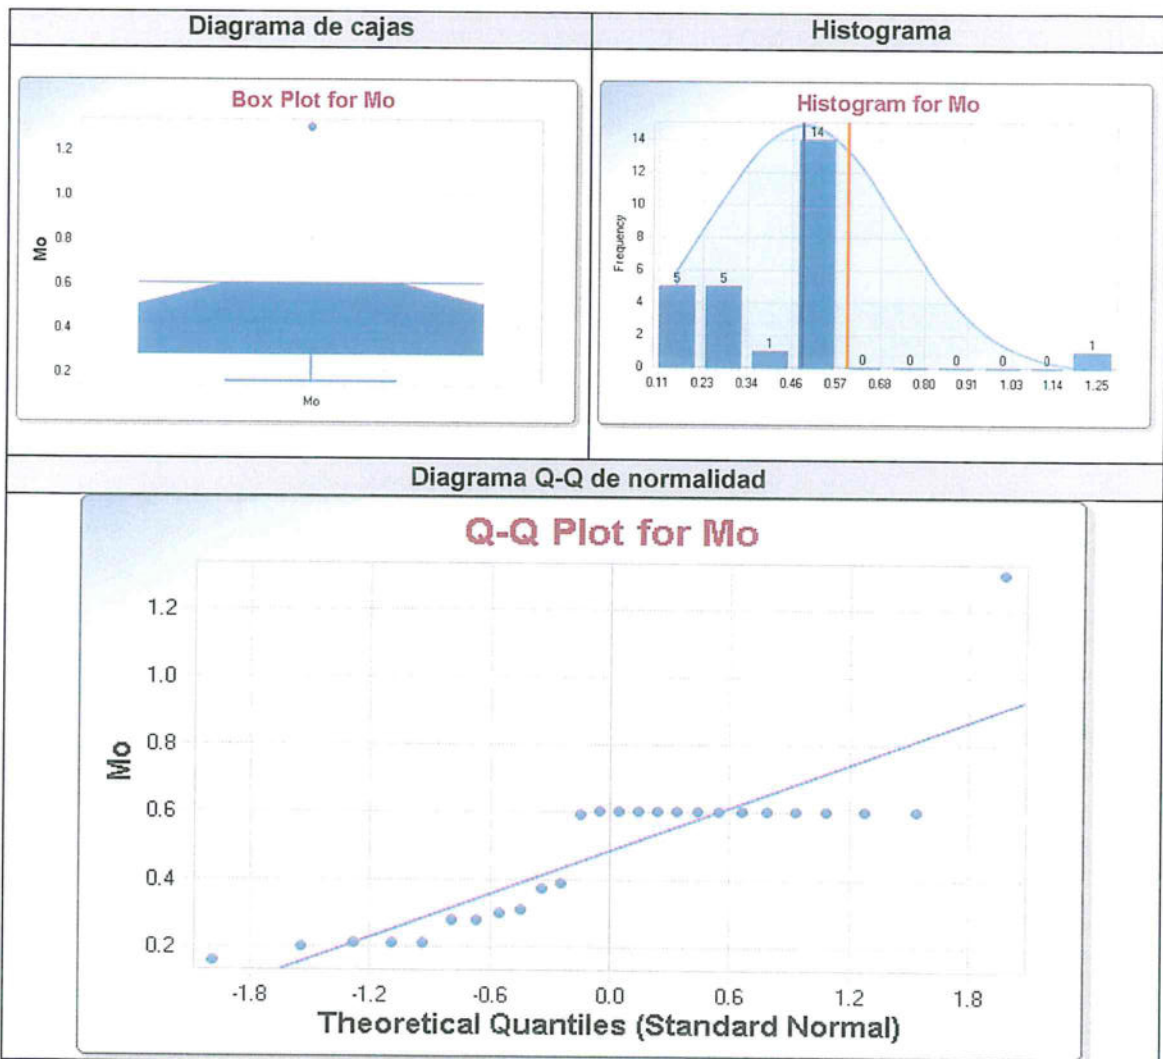 Diagrama de cajas
Histograma
Box Plot for Mo
1.2
1.0
0.8
0.6
0.4
0.2
Mo
Mo
Histogram for Mo
14
12
10
8
6
4
2
0
Frequency
5
5
1
14
0
0
0
0
0
1
0.11 0.23 0.34 0.46 0.57 0.68 0.80 0.91 1.03 1.14 1.25
Diagrama Q-Q de normalidad
Q-Q Plot for Mo
1.2
1.0
0.8
0.6
0.4
0.2
Mo
-1.8 -1.2 -0.6 0.0 0.6 1.2 1.8
Theoretical Quantiles (Standard Normal)